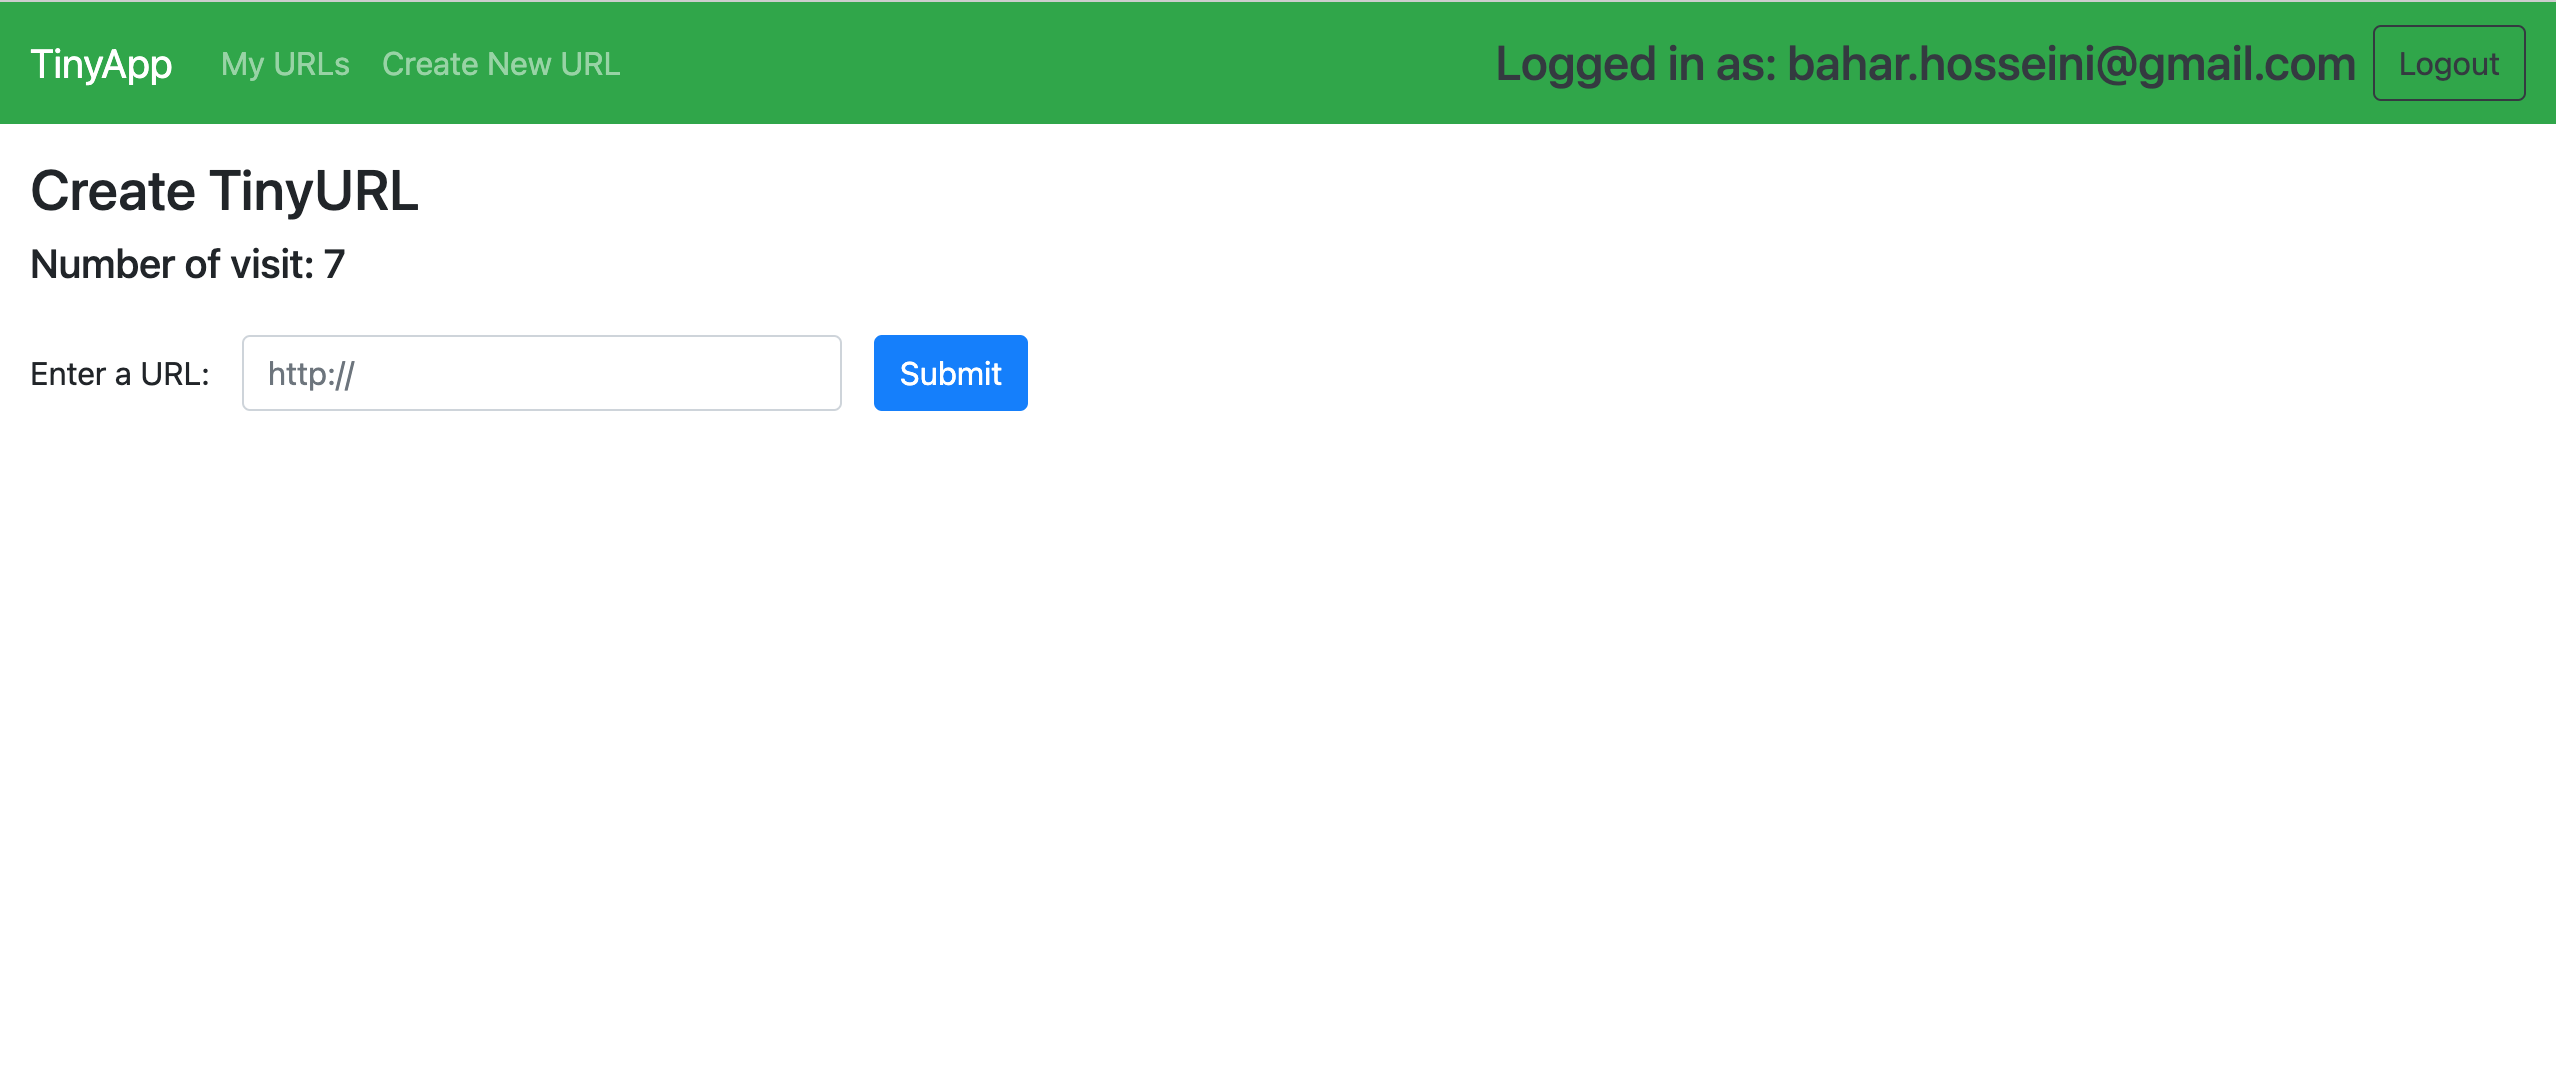 TinyApp My URLs Create New URL Logged in as: bahar.hosseini@gmail.com Logout
Create TinyURL
Number of visit: 7
Enter a URL: http:// Submit